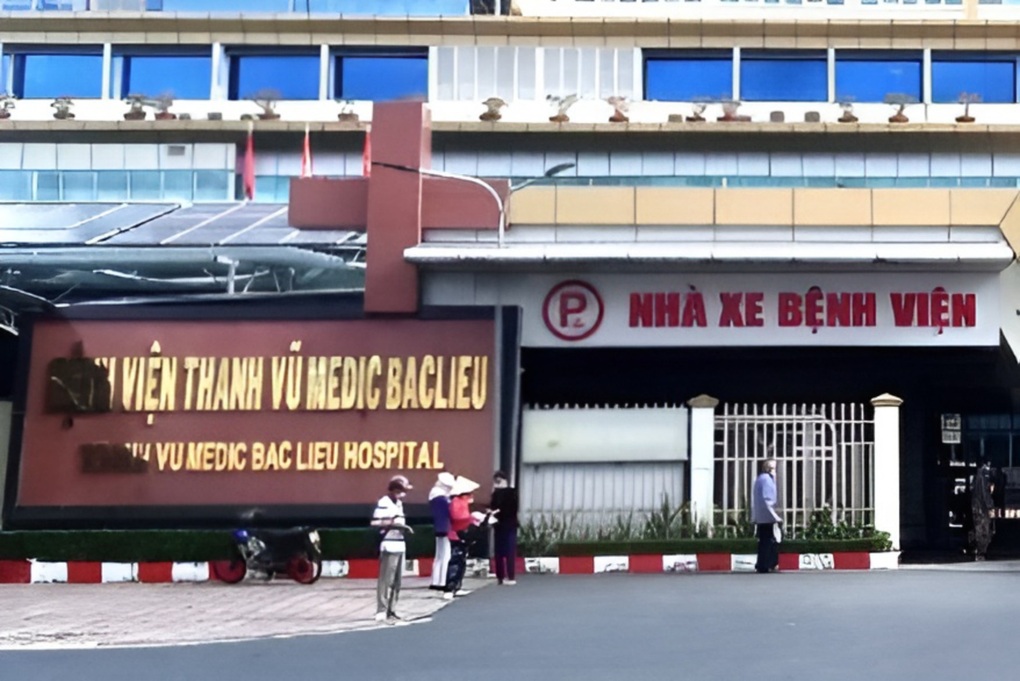 VIỆN THANH VŨ MEDIC BACLIEU
VU MEDIC BAC LIEU HOSPITAL
P
NHÀ XE BỆNH VIỆN